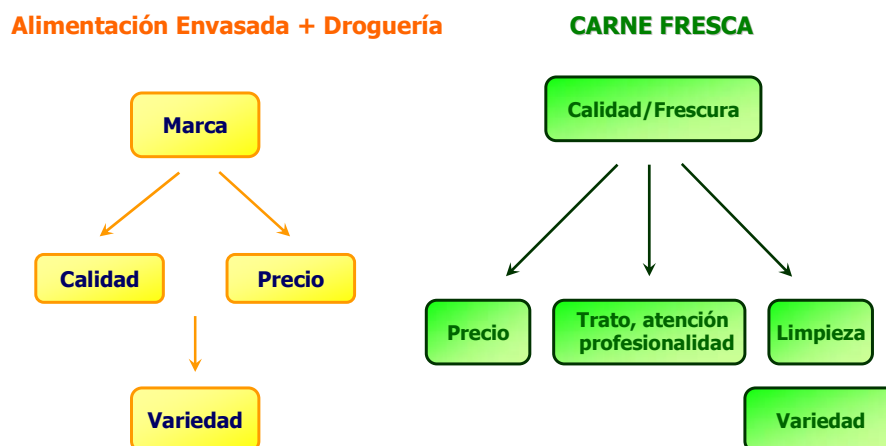 Alimentación Envasada + Droguería
CARNE FRESCA
Marca
Calidad/Frescura
Calidad
Precio
Precio
Trato, atención
profesionalidad
Limpieza
Variedad
Variedad